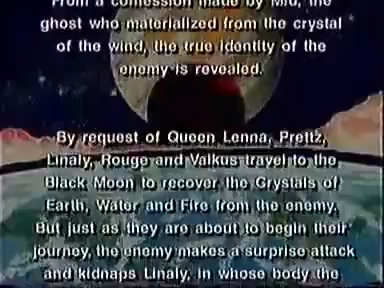 From a confession made by Mid, the
ghost who materialized from the crystal
of the wind, the true identity of the
enemy is revealed.
By request of Queen Lenna, Prettz,
Linaly, Rouge and Valkus travel to the
Black Moon to recover the Crystals of
Earth, Water and Fire from the enemy.
But just as they are about to begin their
journey, the enemy makes a surprise attack
and kidnaps Linaly, in whose body the